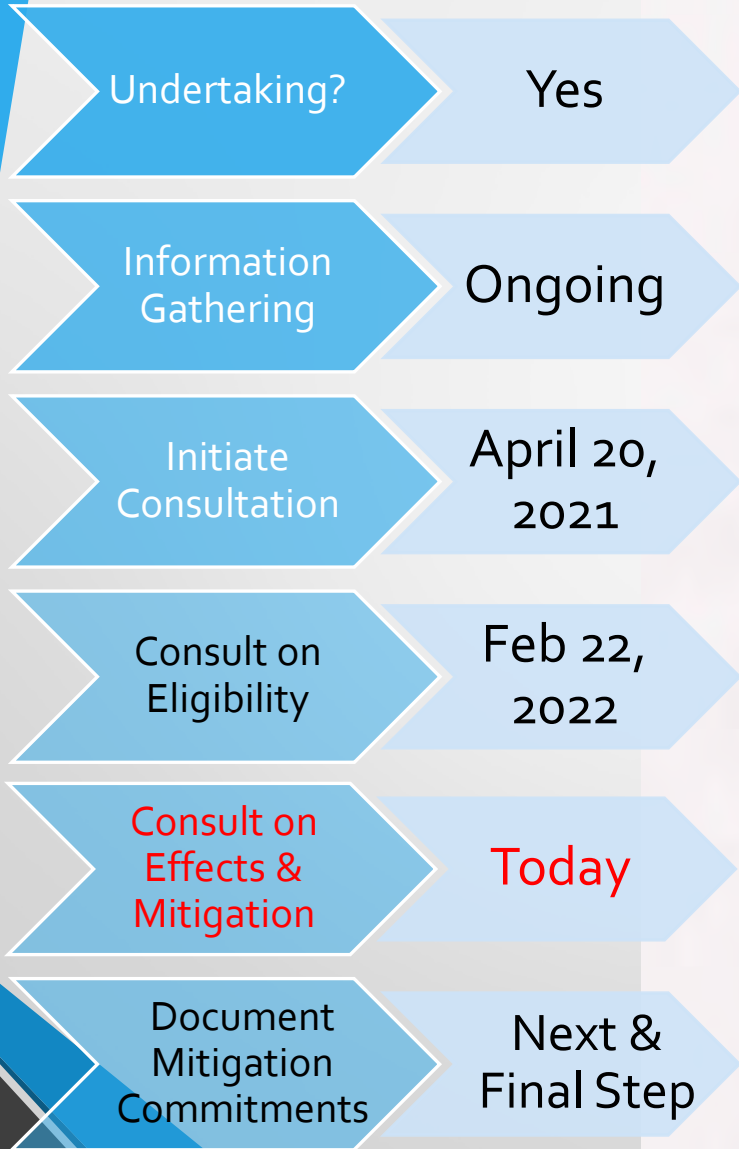 Undertaking?
Yes
Information
Gathering
Ongoing
Initiate
Consultation
April 20,
2021
Consult on
Eligibility
Feb 22,
2022
Consult on
Effects &
Mitigation
Today
Document
Mitigation
Commitments
Next &
Final Step